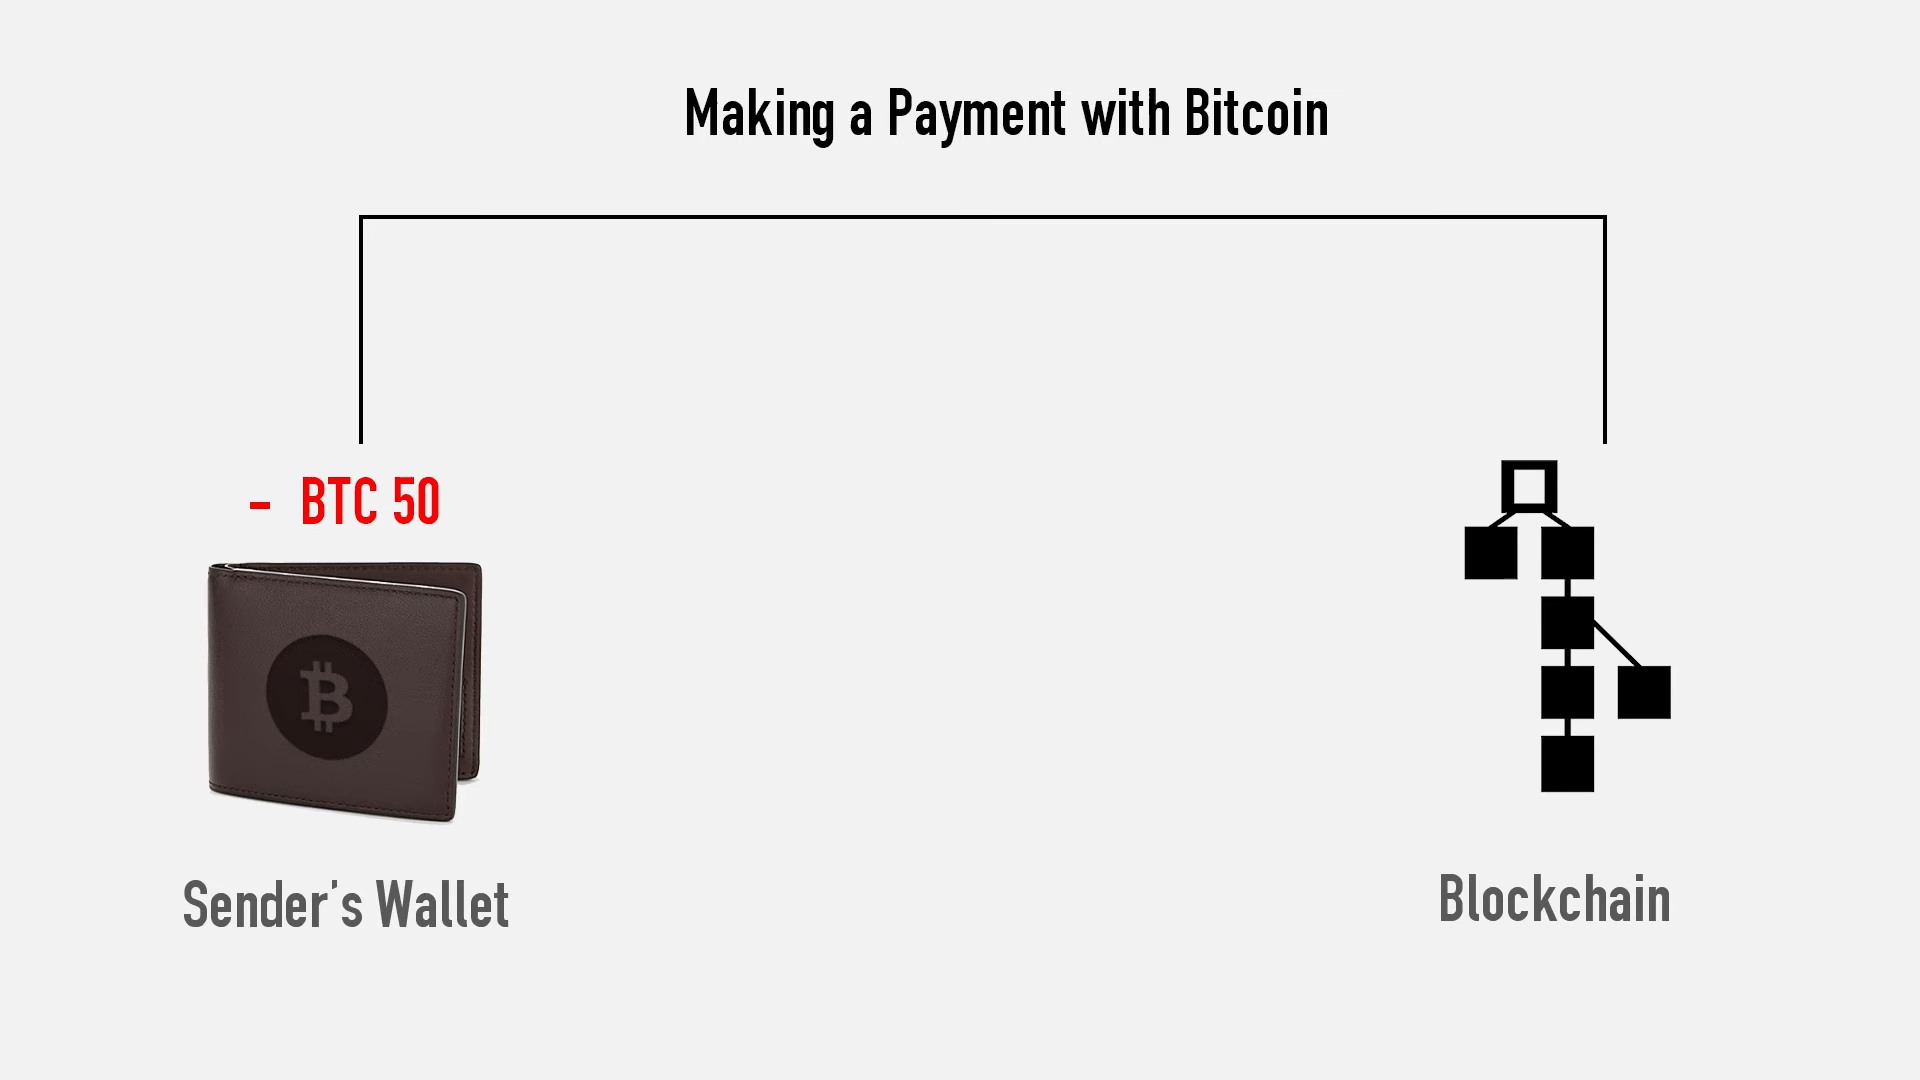 Making a Payment with Bitcoin
- BTC 50
Sender's Wallet
Blockchain